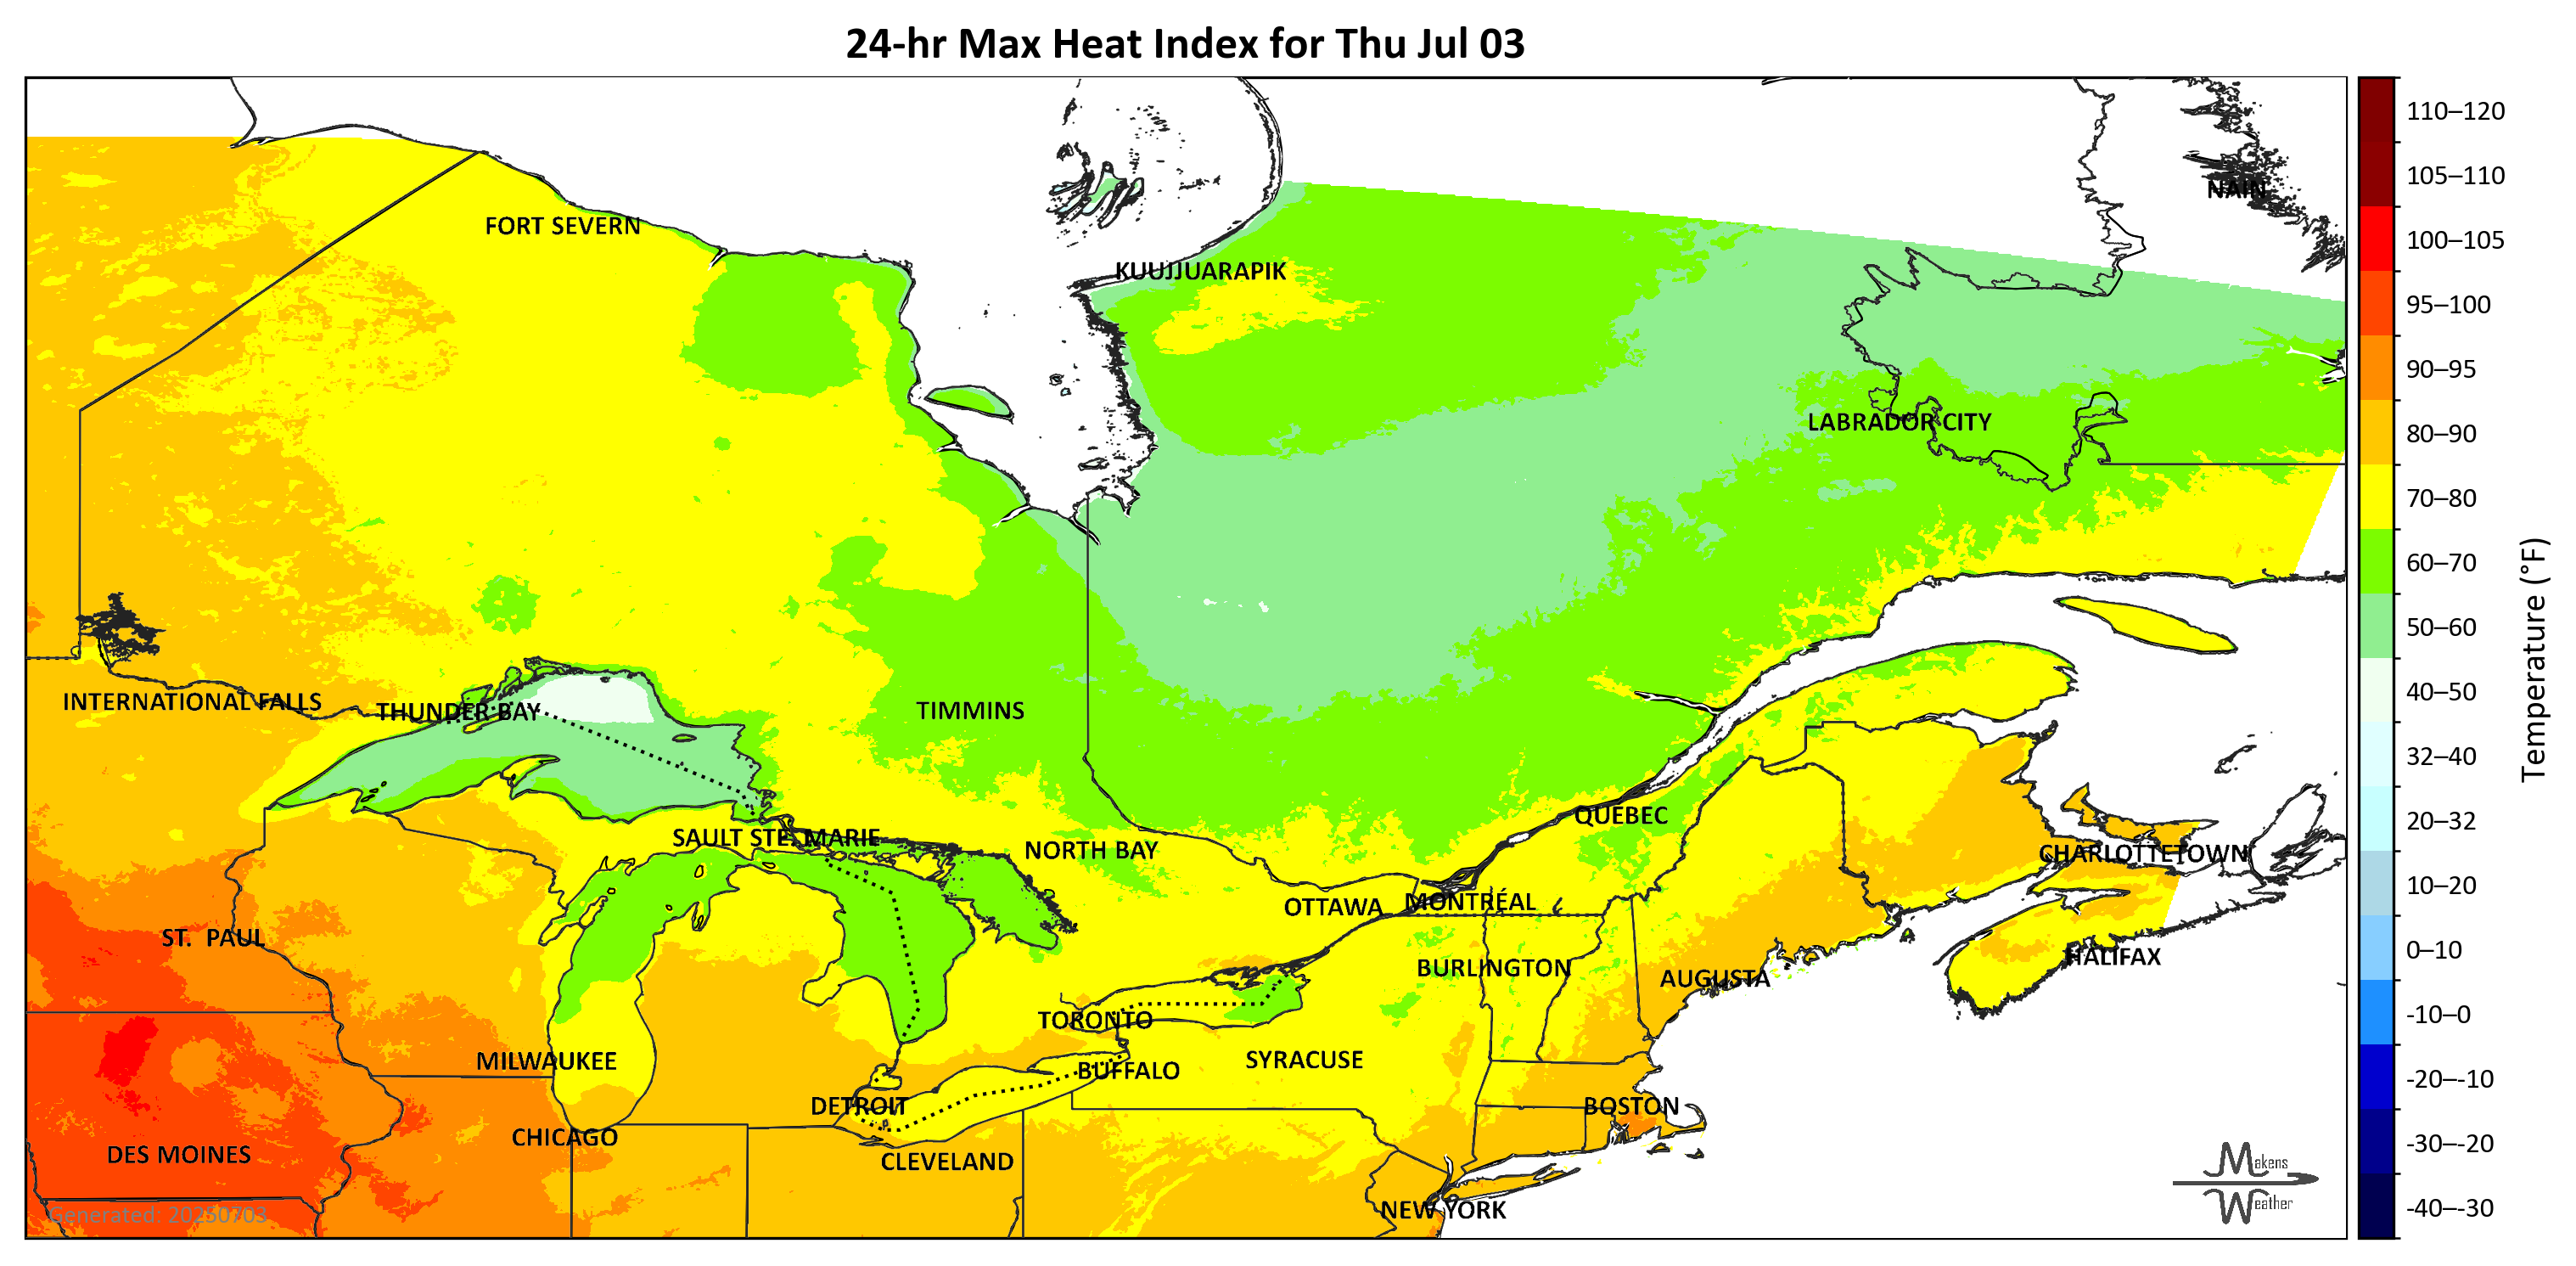 24-hr Max Heat Index for Thu Jul 03
110–120
105–110
100–105
95–100
90–95
80–90
70–80
60–70
50–60
40–50
32–40
20–32
10–20
0–10
-10–0
-20–-10
-30–-20
-40–-30
Temperature (°F)
NAIN
FORT SEVERN
KUUJJUARAPIK
LABRADOR CITY
INTERNATIONAL FALLS
THUNDER BAY
TIMMINS
QUEBEC
SAULT STE. MARIE
NORTH BAY
CHARLOTTETOWN
OTTAWA
MONTRÉAL
ST. PAUL
HALIFAX
BURLINGTON
AUGUSTA
TORONTO
MILWAUKEE
SYRACUSE
BUFFALO
DETROIT
BOSTON
CHICAGO
DES MOINES
CLEVELAND
NEW YORK
Generated: 20250703
Makens
Weather